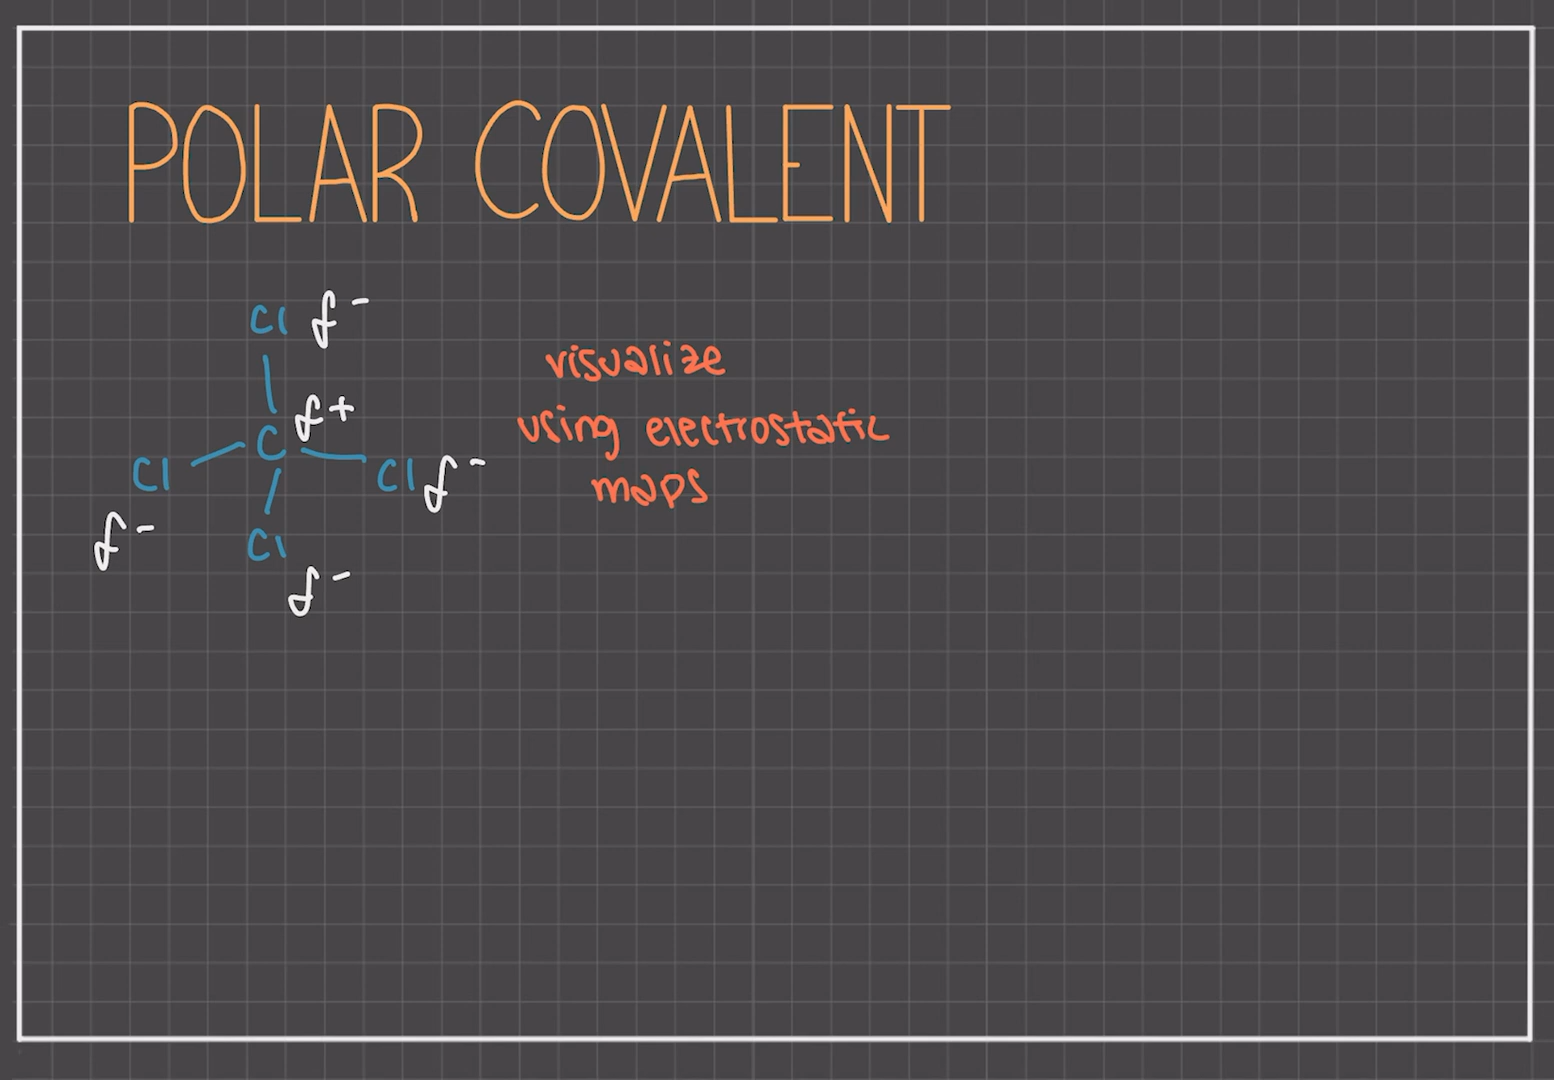 POLAR COVALENT
Cl δ-
visualize
C δ+
using electrostatic
Cl
Cl δ-
maps
δ-
Cl
δ-